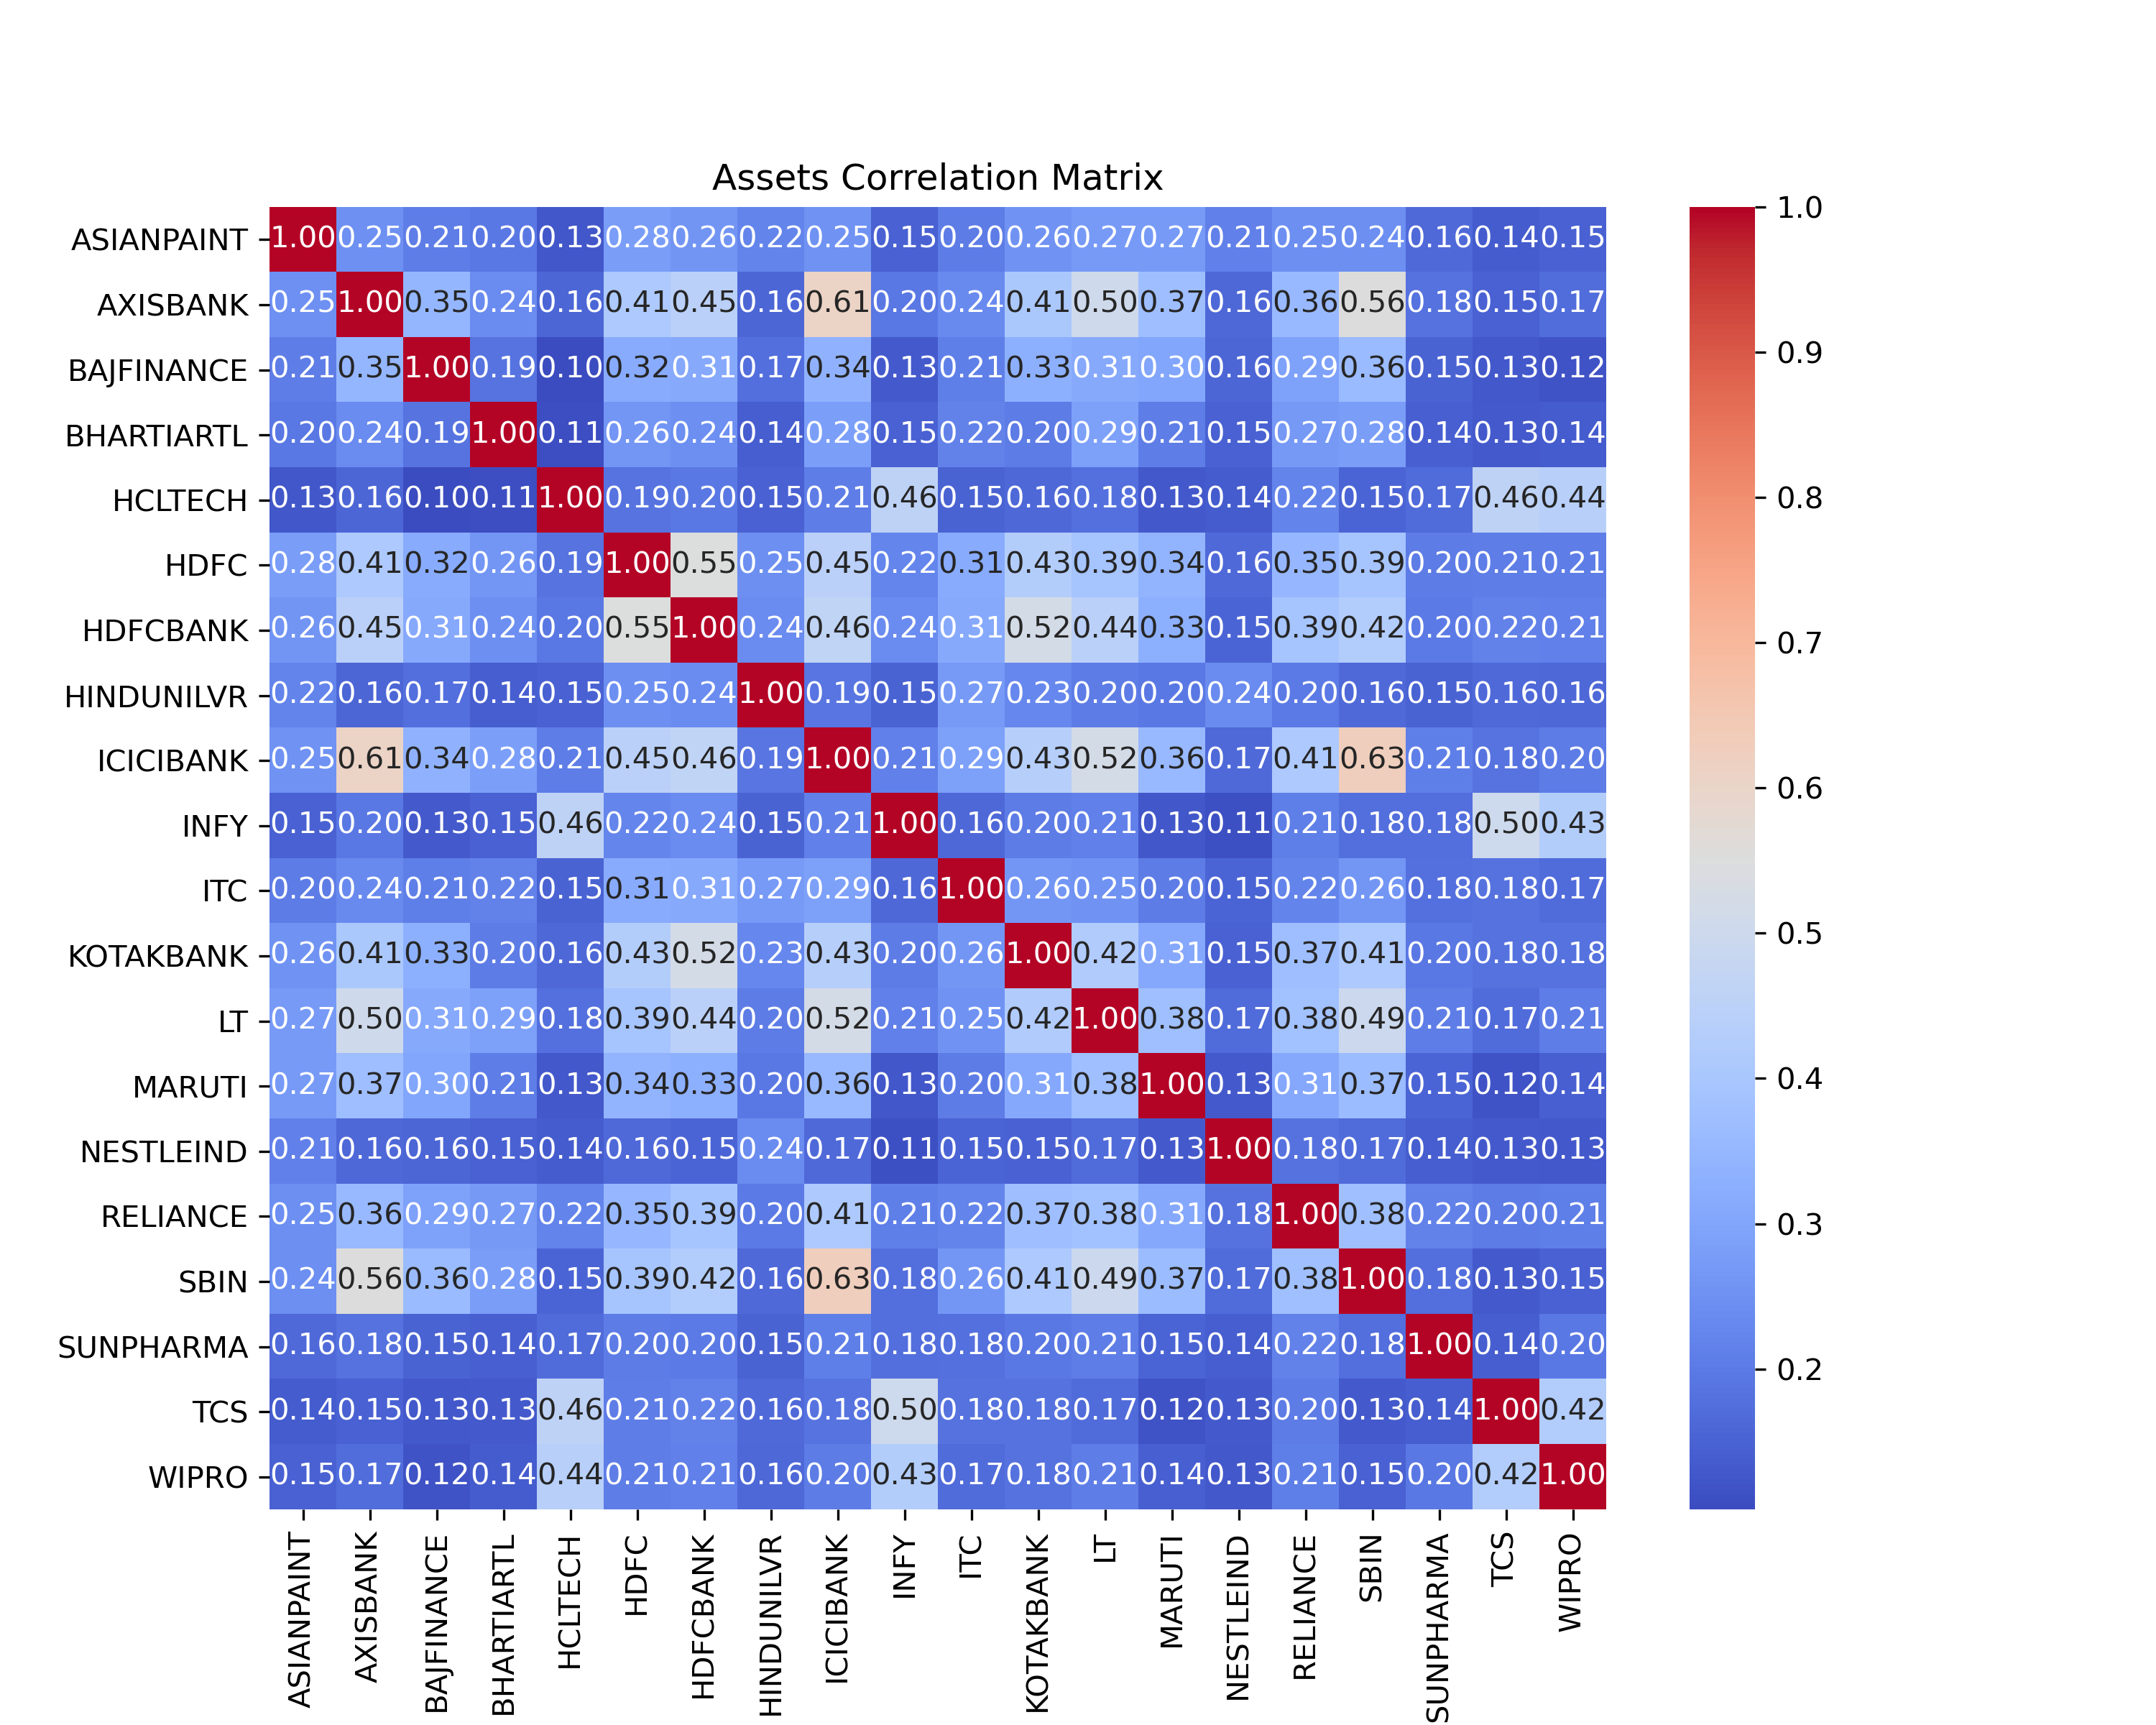 Assets Correlation Matrix
ASIANPAINT 1.00 0.25 0.21 0.20 0.13 0.28 0.26 0.22 0.25 0.15 0.20 0.26 0.27 0.27 0.21 0.25 0.24 0.16 0.14 0.15
AXISBANK 0.25 1.00 0.35 0.24 0.16 0.41 0.45 0.16 0.61 0.20 0.24 0.41 0.50 0.37 0.16 0.36 0.56 0.18 0.15 0.17
BAJFINANCE 0.21 0.35 1.00 0.19 0.10 0.32 0.31 0.17 0.34 0.13 0.21 0.33 0.31 0.30 0.16 0.29 0.36 0.15 0.13 0.12
BHARTIARTL 0.20 0.24 0.19 1.00 0.11 0.26 0.24 0.14 0.28 0.15 0.22 0.20 0.29 0.21 0.15 0.27 0.28 0.14 0.13 0.14
HCLTECH 0.13 0.16 0.10 0.11 1.00 0.19 0.20 0.15 0.21 0.46 0.15 0.16 0.18 0.13 0.14 0.22 0.15 0.17 0.46 0.44
HDFC 0.28 0.41 0.32 0.26 0.19 1.00 0.55 0.25 0.45 0.22 0.31 0.43 0.39 0.34 0.16 0.35 0.39 0.20 0.21 0.21
HDFCBANK 0.26 0.45 0.31 0.24 0.20 0.55 1.00 0.24 0.46 0.24 0.31 0.52 0.44 0.33 0.15 0.39 0.42 0.20 0.22 0.21
HINDUNILVR 0.22 0.16 0.17 0.14 0.15 0.25 0.24 1.00 0.19 0.15 0.27 0.23 0.20 0.20 0.24 0.20 0.16 0.15 0.16 0.16
ICICIBANK 0.25 0.61 0.34 0.28 0.21 0.45 0.46 0.19 1.00 0.21 0.29 0.43 0.52 0.36 0.17 0.41 0.63 0.21 0.18 0.20
INFY 0.15 0.20 0.13 0.15 0.46 0.22 0.24 0.15 0.21 1.00 0.16 0.20 0.21 0.13 0.11 0.21 0.18 0.18 0.50 0.43
ITC 0.20 0.24 0.21 0.22 0.15 0.31 0.31 0.27 0.29 0.16 1.00 0.26 0.25 0.20 0.15 0.22 0.26 0.18 0.18 0.17
KOTAKBANK 0.26 0.41 0.33 0.20 0.16 0.43 0.52 0.23 0.43 0.20 0.26 1.00 0.42 0.31 0.15 0.37 0.41 0.20 0.18 0.18
LT 0.27 0.50 0.31 0.29 0.18 0.39 0.44 0.20 0.52 0.21 0.25 0.42 1.00 0.38 0.17 0.38 0.49 0.21 0.17 0.21
MARUTI 0.27 0.37 0.30 0.21 0.13 0.34 0.33 0.20 0.36 0.13 0.20 0.31 0.38 1.00 0.13 0.31 0.37 0.15 0.12 0.14
NESTLEIND 0.21 0.16 0.16 0.15 0.14 0.16 0.15 0.24 0.17 0.11 0.15 0.15 0.17 0.13 1.00 0.18 0.17 0.14 0.13 0.13
RELIANCE 0.25 0.36 0.29 0.27 0.22 0.35 0.39 0.20 0.41 0.21 0.22 0.37 0.38 0.31 0.18 1.00 0.38 0.22 0.20 0.21
SBIN 0.24 0.56 0.36 0.28 0.15 0.39 0.42 0.16 0.63 0.18 0.26 0.41 0.49 0.37 0.17 0.38 1.00 0.18 0.13 0.15
SUNPHARMA 0.16 0.18 0.15 0.14 0.17 0.20 0.20 0.15 0.21 0.18 0.18 0.20 0.21 0.15 0.14 0.22 0.18 1.00 0.14 0.20
TCS 0.14 0.15 0.13 0.13 0.46 0.21 0.22 0.16 0.18 0.50 0.18 0.18 0.17 0.12 0.13 0.20 0.13 0.14 1.00 0.42
WIPRO 0.15 0.17 0.12 0.14 0.44 0.21 0.21 0.16 0.20 0.43 0.17 0.18 0.21 0.14 0.13 0.21 0.15 0.20 0.42 1.00
ASIANPAINT AXISBANK BAJFINANCE BHARTIARTL HCLTECH HDFC HDFCBANK HINDUNILVR ICICIBANK INFY ITC KOTAKBANK LT MARUTI NESTLEIND RELIANCE SBIN SUNPHARMA TCS WIPRO
1.0
0.9
0.8
0.7
0.6
0.5
0.4
0.3
0.2